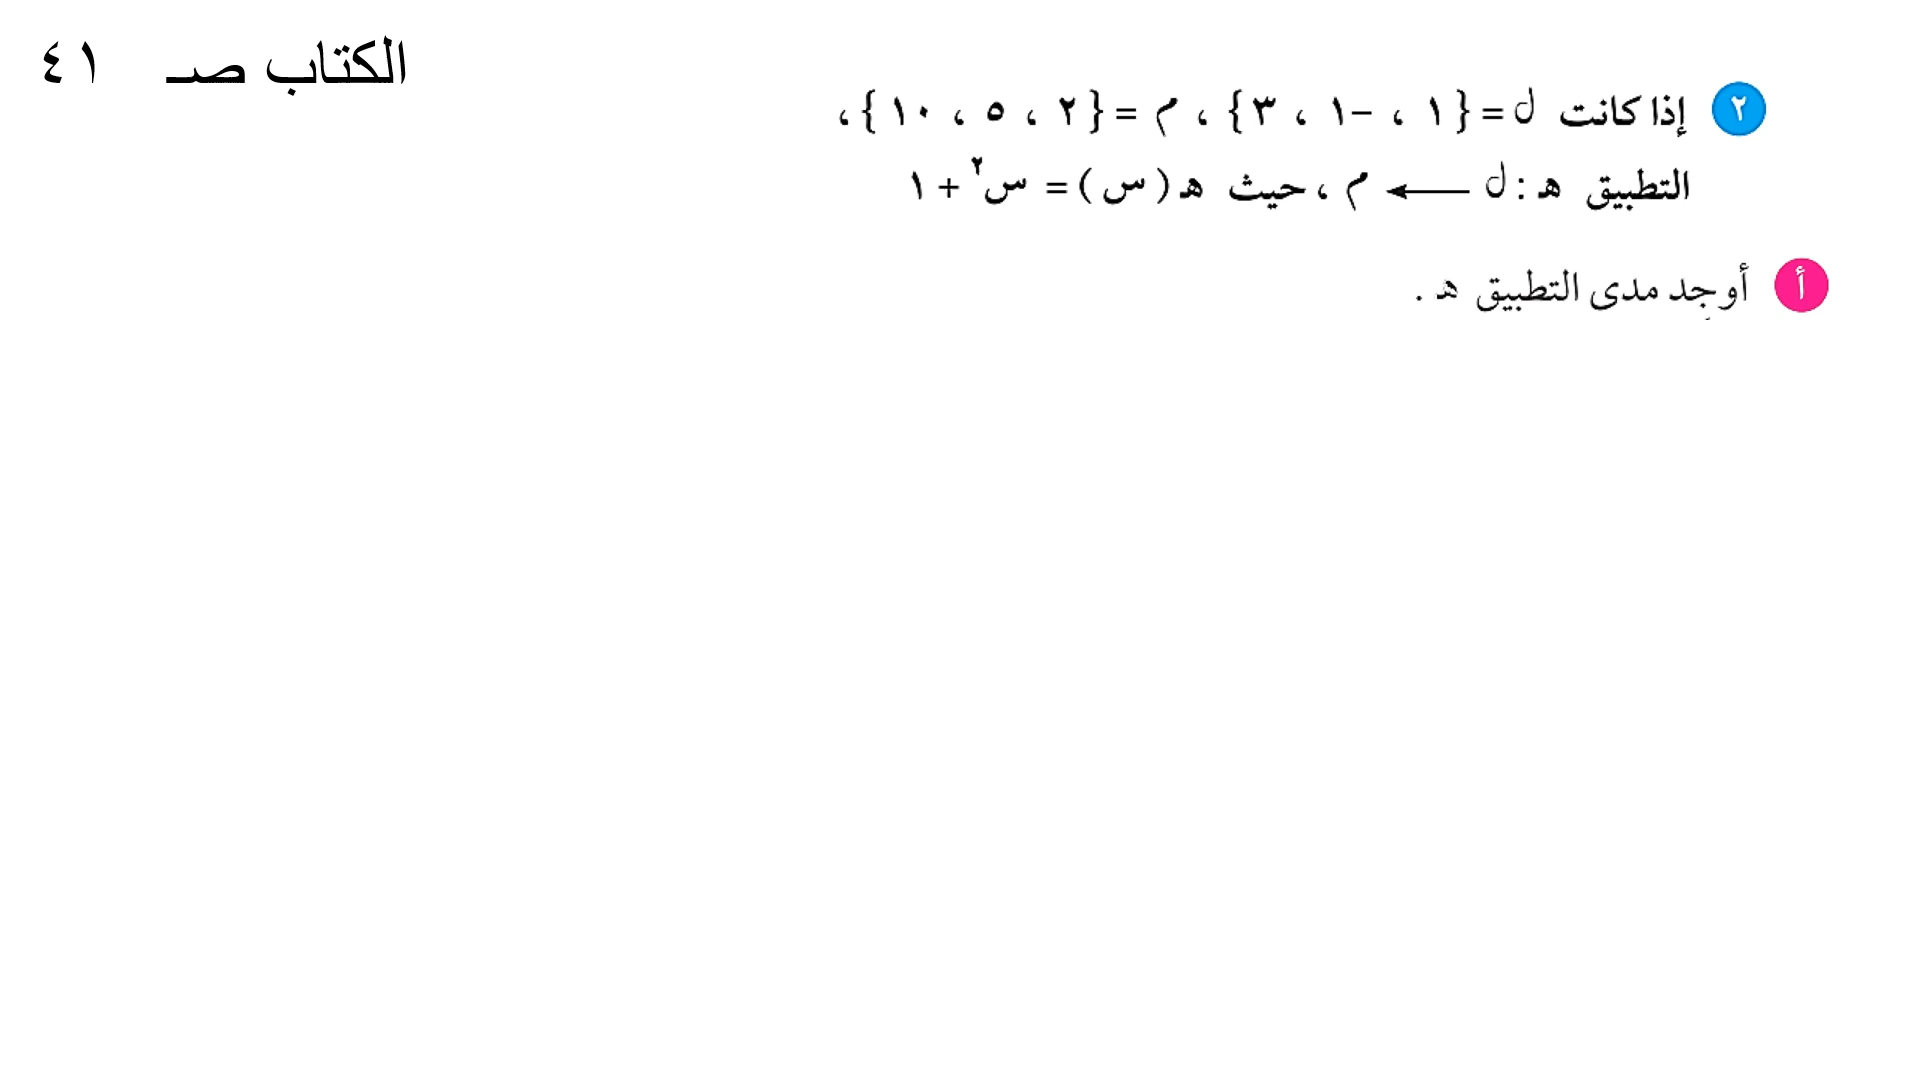 الكتاب صـ ٤١
٢ إذا كانت ل = {١ ، -١ ، ٣} ، م = {٢ ، ٥ ، ١٠} ،
التطبيق هـ : ل ← م ، حيث هـ ( س ) = س٢ + ١
أ أوجِد مدى التطبيق هـ .